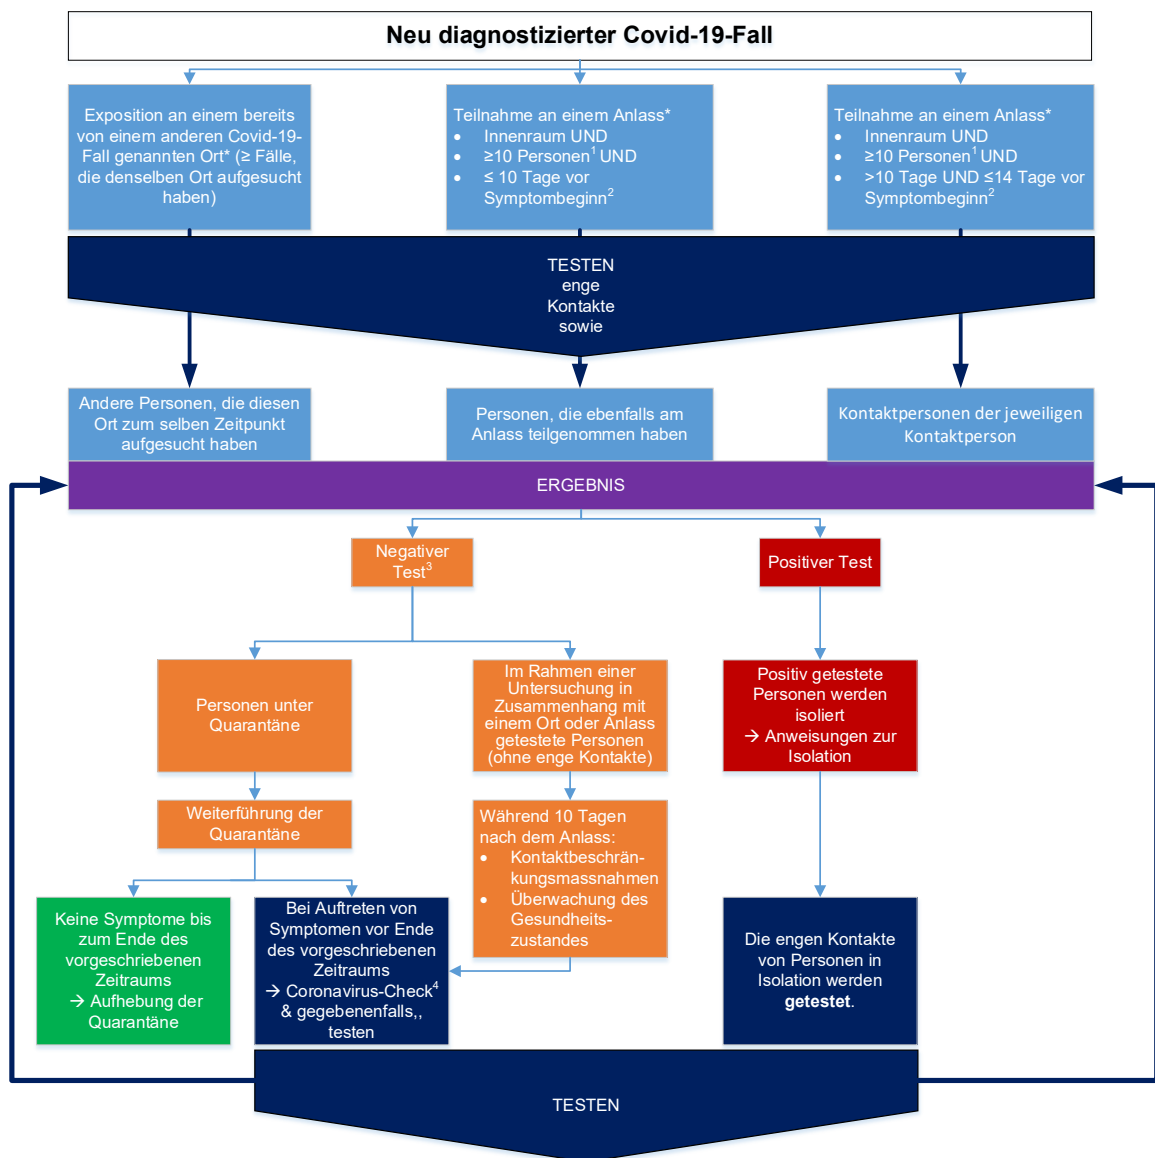 Neu diagnostizierter Covid-19-Fall
Exposition an einem bereits
von einem anderen Covid-19-
Fall genannten Ort* (≥ Fälle,
die denselben Ort aufgesucht
haben)
Teilnahme an einem Anlass*
• Innenraum UND
• ≥10 Personen¹ UND
• ≤ 10 Tage vor
Symptombeginn²
Teilnahme an einem Anlass*
• Innenraum UND
• ≥10 Personen¹ UND
• >10 Tage UND ≤14 Tage vor
Symptombeginn²
TESTEN
enge
Kontakte
sowie
Andere Personen, die diesen
Ort zum selben Zeitpunkt
aufgesucht haben
Personen, die ebenfalls am
Anlass teilgenommen haben
Kontaktpersonen der jeweiligen
Kontaktperson
ERGEBNIS
Negativer
Test³
Positiver Test
Personen unter
Quarantäne
Im Rahmen einer
Untersuchung in
Zusammenhang mit
einem Ort oder Anlass
getestete Personen
(ohne enge Kontakte)
Positiv getestete
Personen werden
isoliert
→ Anweisungen zur
Isolation
Weiterführung der
Quarantäne
Während 10 Tagen
nach dem Anlass:
• Kontaktbeschrän-
kungsmassnahmen
• Überwachung des
Gesundheits-
zustandes
Keine Symptome bis
zum Ende des
vorgeschriebenen
Zeitraums
→ Aufhebung der
Quarantäne
Bei Auftreten von
Symptomen vor Ende
des vorgeschriebenen
Zeitraums
→ Coronavirus-Check⁴
& gegebenenfalls,,
testen
Die engen Kontakte
von Personen in
Isolation werden
getestet.
TESTEN